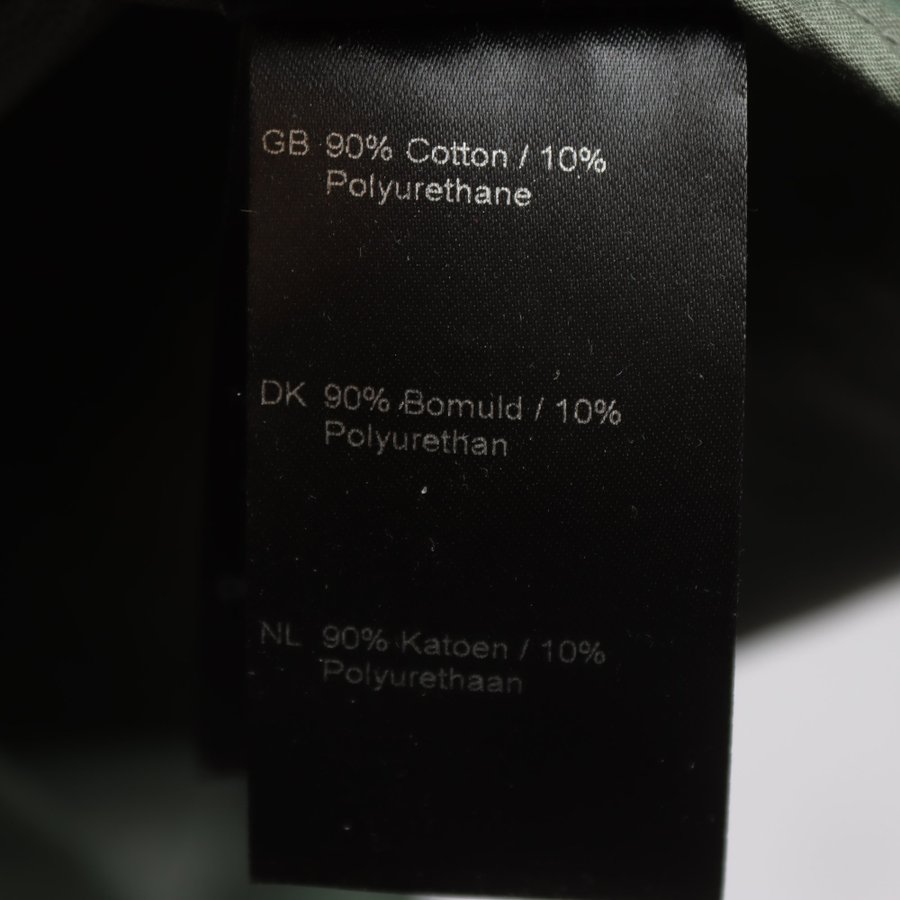 GB 90% Cotton / 10%
Polyurethane
DK 90% Bomuld / 10%
Polyurethan
NL 90% Katoen / 10%
Polyurethaan